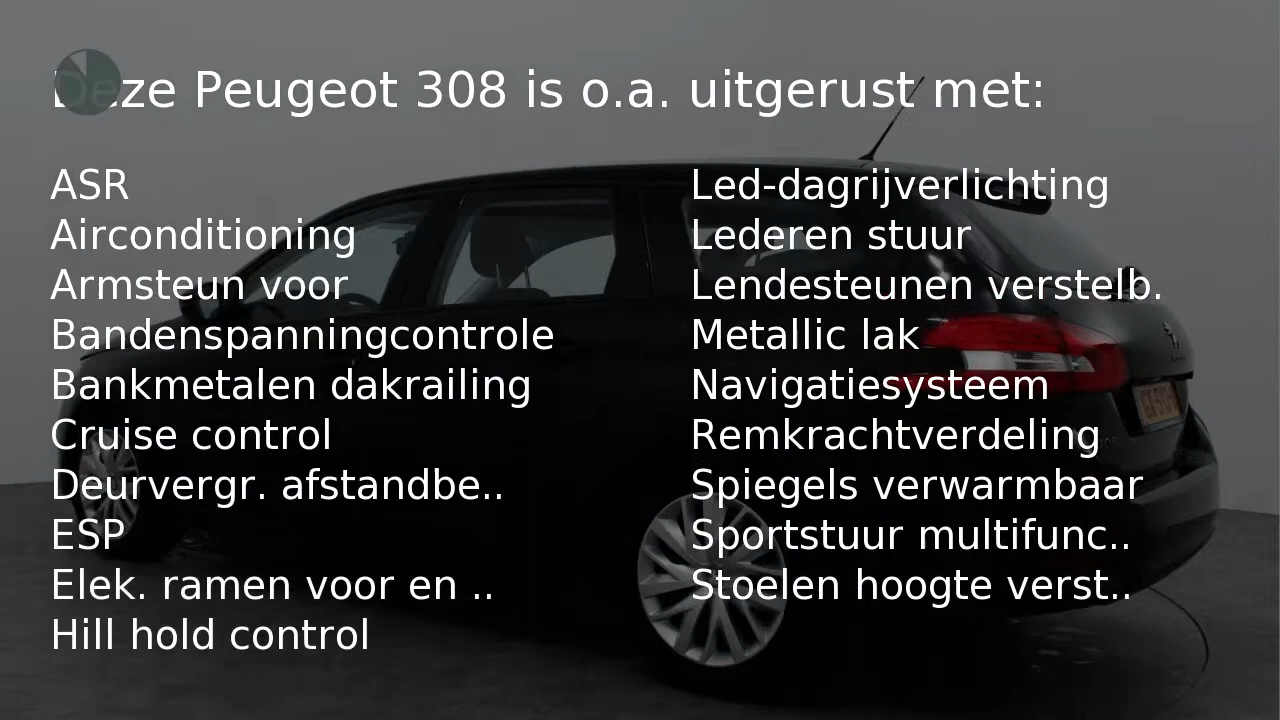 Deze Peugeot 308 is o.a. uitgerust met:
ASR
Airconditioning
Armsteun voor
Bandenspanningcontrole
Bankmetalen dakrailing
Cruise control
Deurvergr. afstandbe..
ESP
Elek. ramen voor en ..
Hill hold control
Led-dagrijverlichting
Lederen stuur
Lendesteunen verstelb.
Metallic lak
Navigatiesysteem
Remkrachtverdeling
Spiegels verwarmbaar
Sportstuur multifunc..
Stoelen hoogte verst..